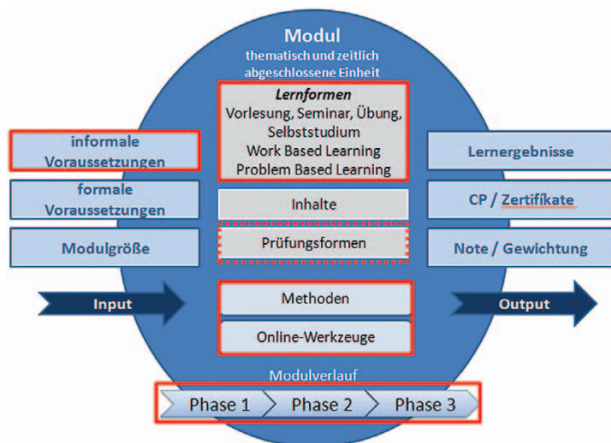 Modul
thematisch und zeitlich
abgeschlossene Einheit
Lernformen
Vorlesung, Seminar, Übung,
Selbststudium
Work Based Learning
Problem Based Learning
informale
Voraussetzungen
formale
Voraussetzungen
Modulgröße
Input
Inhalte
Prüfungsformen
Methoden
Online-Werkzeuge
Lernergebnisse
CP / Zertifikate
Note / Gewichtung
Output
Modulverlauf
Phase 1
Phase 2
Phase 3